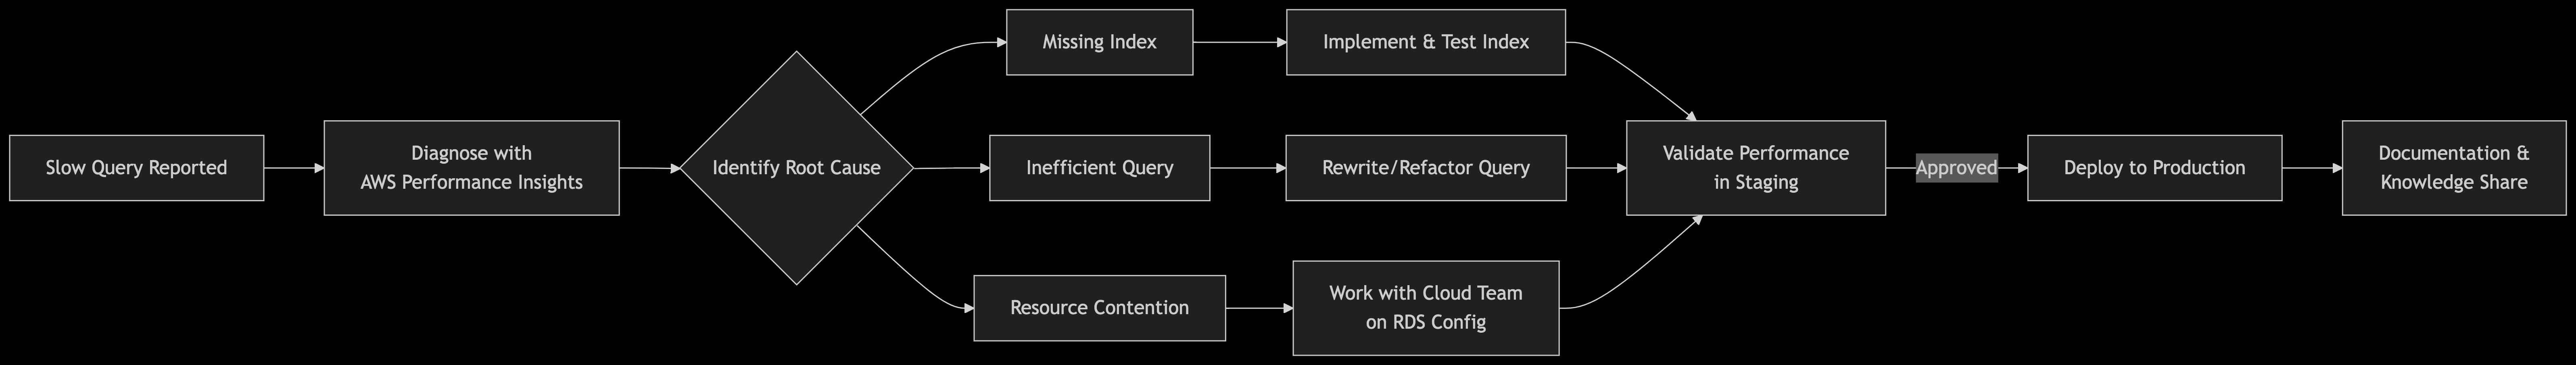 Slow Query Reported
Diagnose with
AWS Performance Insights
Identify Root Cause
Missing Index
Implement & Test Index
Inefficient Query
Rewrite/Refactor Query
Resource Contention
Work with Cloud Team
on RDS Config
Validate Performance
in Staging
Approved
Deploy to Production
Documentation &
Knowledge Share